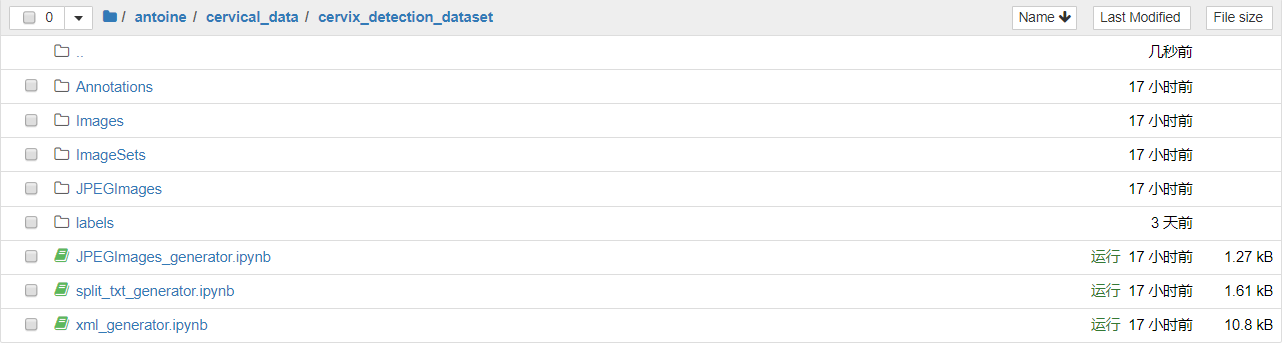 0 / antoine / cervical_data / cervix_detection_dataset Name Last Modified File size
.. 几秒前
Annotations 17 小时前
Images 17 小时前
ImageSets 17 小时前
JPEGImages 17 小时前
labels 3 天前
JPEGImages_generator.ipynb 运行 17 小时前 1.27 kB
split_txt_generator.ipynb 运行 17 小时前 1.61 kB
xml_generator.ipynb 运行 17 小时前 10.8 kB